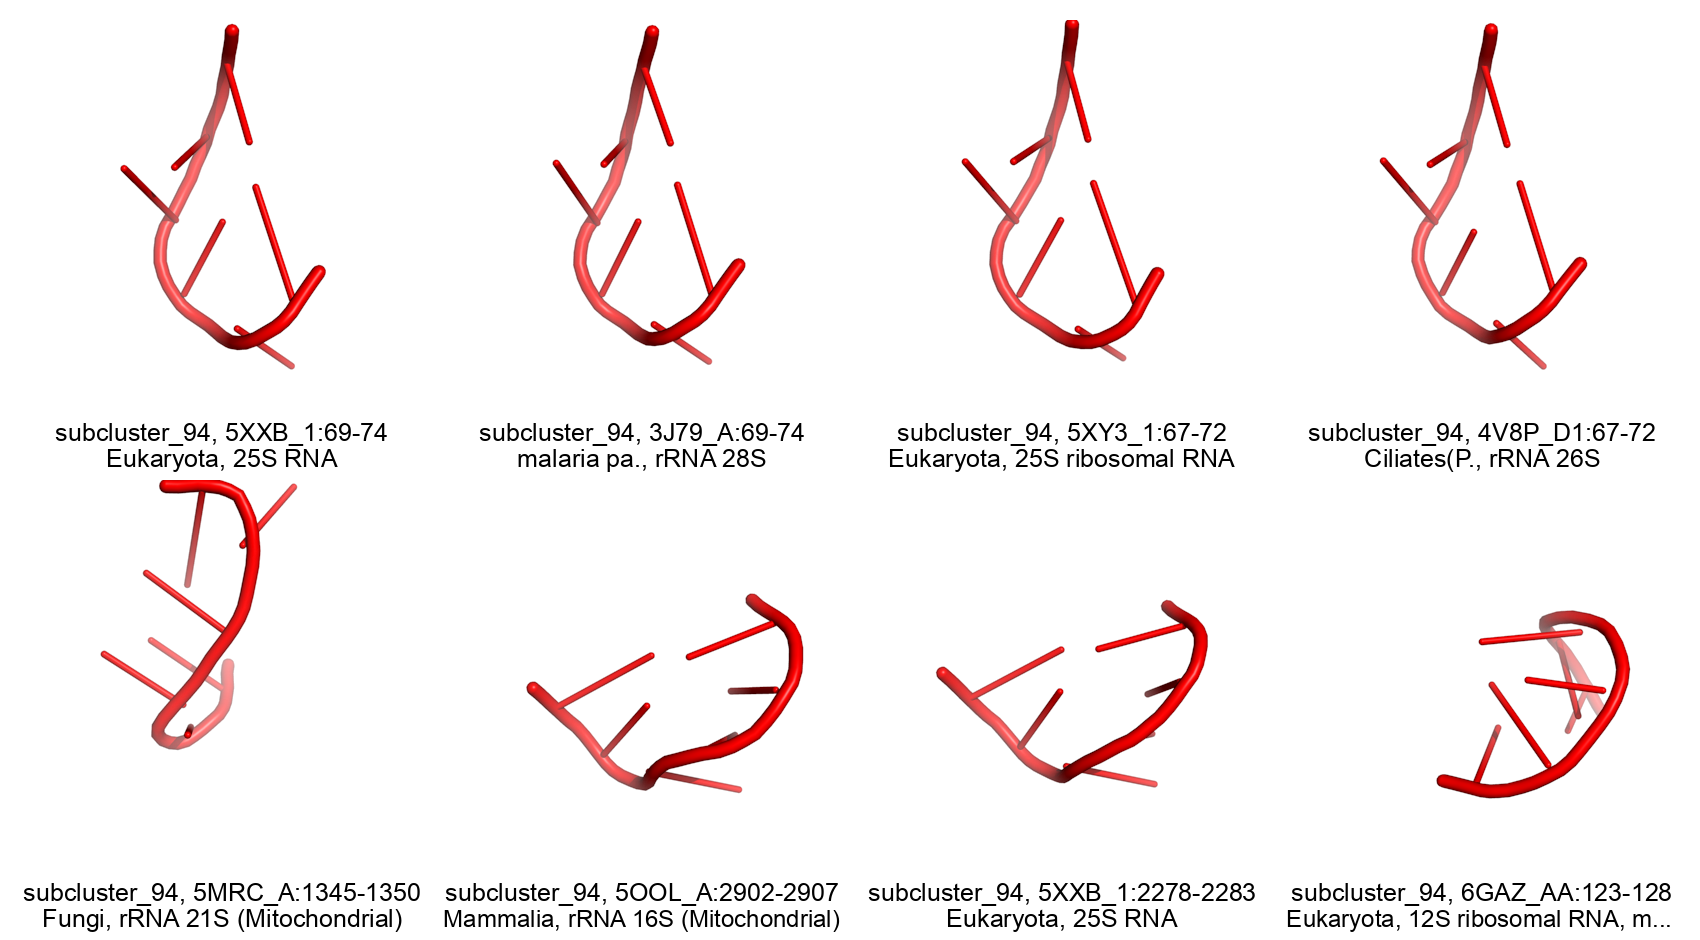 subcluster_94, 5XXB_1:69-74
Eukaryota, 25S RNA
subcluster_94, 3J79_A:69-74
malaria pa., rRNA 28S
subcluster_94, 5XY3_1:67-72
Eukaryota, 25S ribosomal RNA
subcluster_94, 4V8P_D1:67-72
Ciliates(P., rRNA 26S
subcluster_94, 5MRC_A:1345-1350
Fungi, rRNA 21S (Mitochondrial)
subcluster_94, 5OOL_A:2902-2907
Mammalia, rRNA 16S (Mitochondrial)
subcluster_94, 5XXB_1:2278-2283
Eukaryota, 25S RNA
subcluster_94, 6GAZ_AA:123-128
Eukaryota, 12S ribosomal RNA, m...